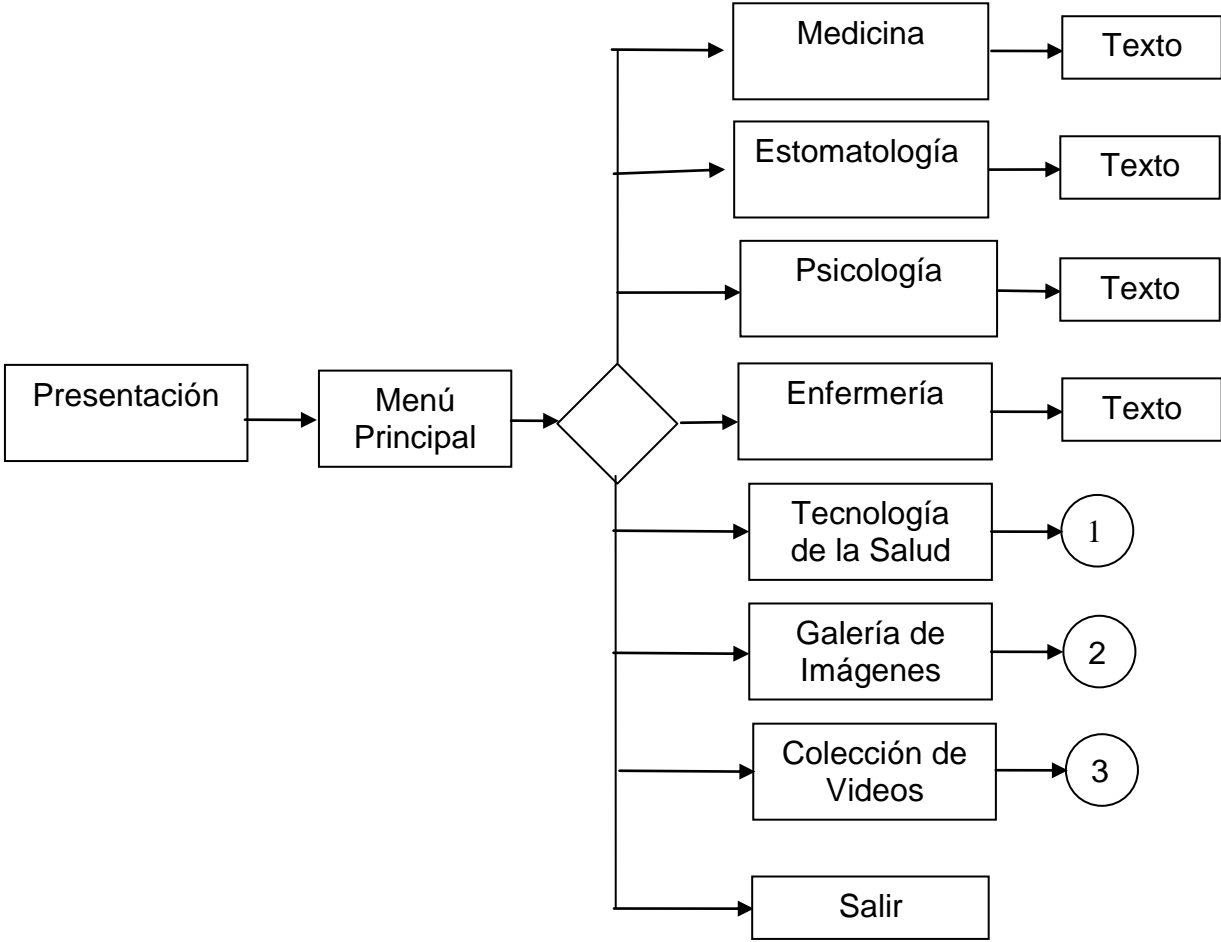 Medicina
Texto
Estomatología
Texto
Psicología
Texto
Presentación
Menú
Principal
Enfermería
Texto
Tecnología
de la Salud
1
Galería de
Imágenes
2
Colección de
Videos
3
Salir